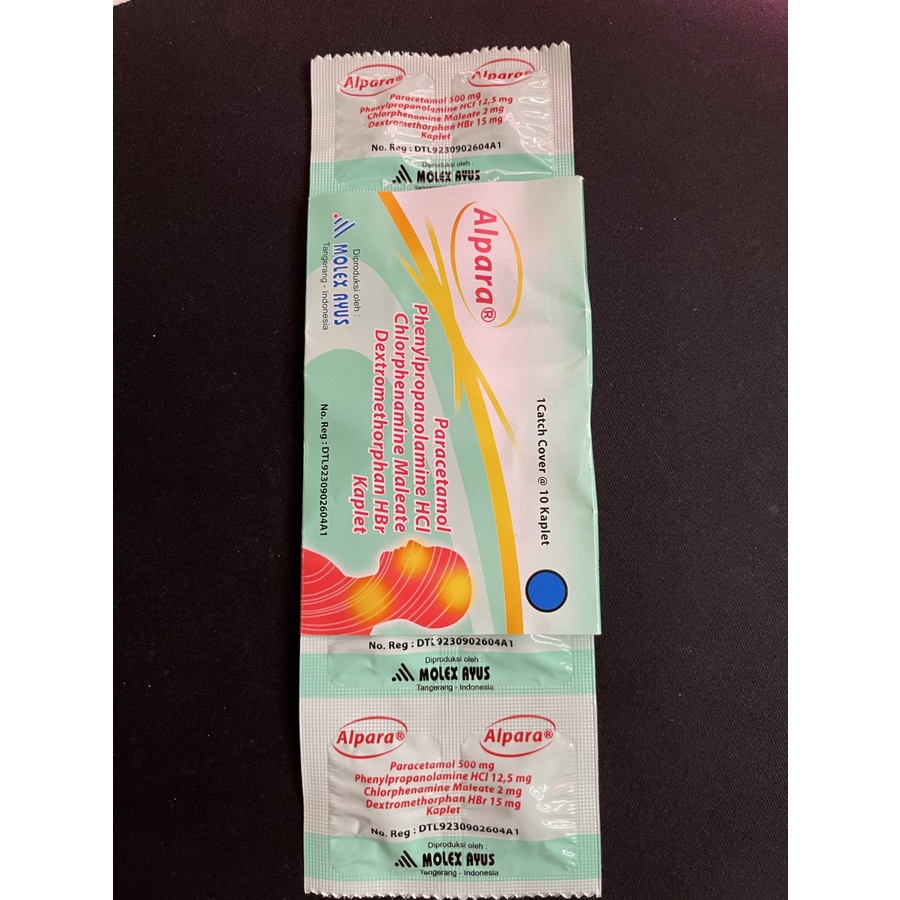 Alpara® Alpara®
Paracetamol 500 mg
Phenylpropanolamine HCl 12,5 mg
Chlorphenamine Maleate 2 mg
Dextromethorphan HBr 15 mg
Kaplet
No. Reg : DTL9230902604A1
Diproduksi oleh :
MOLEX AYUS
Tangerang - Indonesia
Alpara®
1Catch Cover @ 10 Kaplet
Paracetamol
Phenylpropanolamine HCl
Chlorphenamine Maleate
Dextromethorphan HBr
Kaplet
Diproduksi oleh :
MOLEX AYUS
Tangerang - Indonesia
No. Reg : DTL9230902604A1
No. Reg : DTL9230902604A1
Diproduksi oleh :
MOLEX AYUS
Tangerang - Indonesia
Alpara® Alpara®
Paracetamol 500 mg
Phenylpropanolamine HCl 12,5 mg
Chlorphenamine Maleate 2 mg
Dextromethorphan HBr 15 mg
Kaplet
No. Reg : DTL9230902604A1
Diproduksi oleh :
MOLEX AYUS
Tangerang - Indonesia